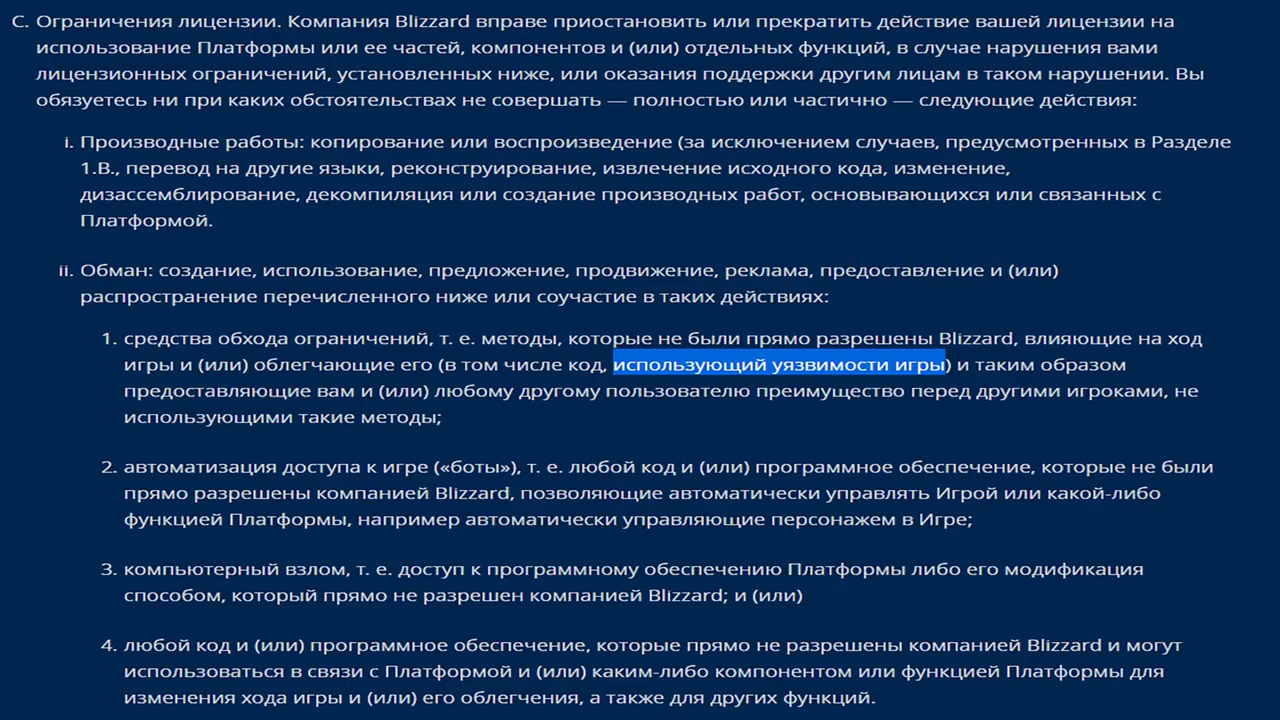 C. Ограничения лицензии. Компания Blizzard вправе приостановить или прекратить действие вашей лицензии на
использование Платформы или ее частей, компонентов и (или) отдельных функций, в случае нарушения вами
лицензионных ограничений, установленных ниже, или оказания поддержки другим лицам в таком нарушении. Вы
обязуетесь ни при каких обстоятельствах не совершать — полностью или частично — следующие действия:
i. Производные работы: копирование или воспроизведение (за исключением случаев, предусмотренных в Разделе
1.B., перевод на другие языки, реконструирование, извлечение исходного кода, изменение,
дизассемблирование, декомпиляция или создание производных работ, основывающихся или связанных с
Платформой.
ii. Обман: создание, использование, предложение, продвижение, реклама, предоставление и (или)
распространение перечисленного ниже или соучастие в таких действиях:
1. средства обхода ограничений, т. е. методы, которые не были прямо разрешены Blizzard, влияющие на ход
игры и (или) облегчающие его (в том числе код, использующий уязвимости игры) и таким образом
предоставляющие вам и (или) любому другому пользователю преимущество перед другими игроками, не
использующими такие методы;
2. автоматизация доступа к игре («боты»), т. е. любой код и (или) программное обеспечение, которые не были
прямо разрешены компанией Blizzard, позволяющие автоматически управлять Игрой или какой-либо
функцией Платформы, например автоматически управляющие персонажем в Игре;
3. компьютерный взлом, т. е. доступ к программному обеспечению Платформы либо его модификация
способом, который прямо не разрешен компанией Blizzard; и (или)
4. любой код и (или) программное обеспечение, которые прямо не разрешены компанией Blizzard и могут
использоваться в связи с Платформой и (или) каким-либо компонентом или функцией Платформы для
изменения хода игры и (или) его облегчения, а также для других функций.